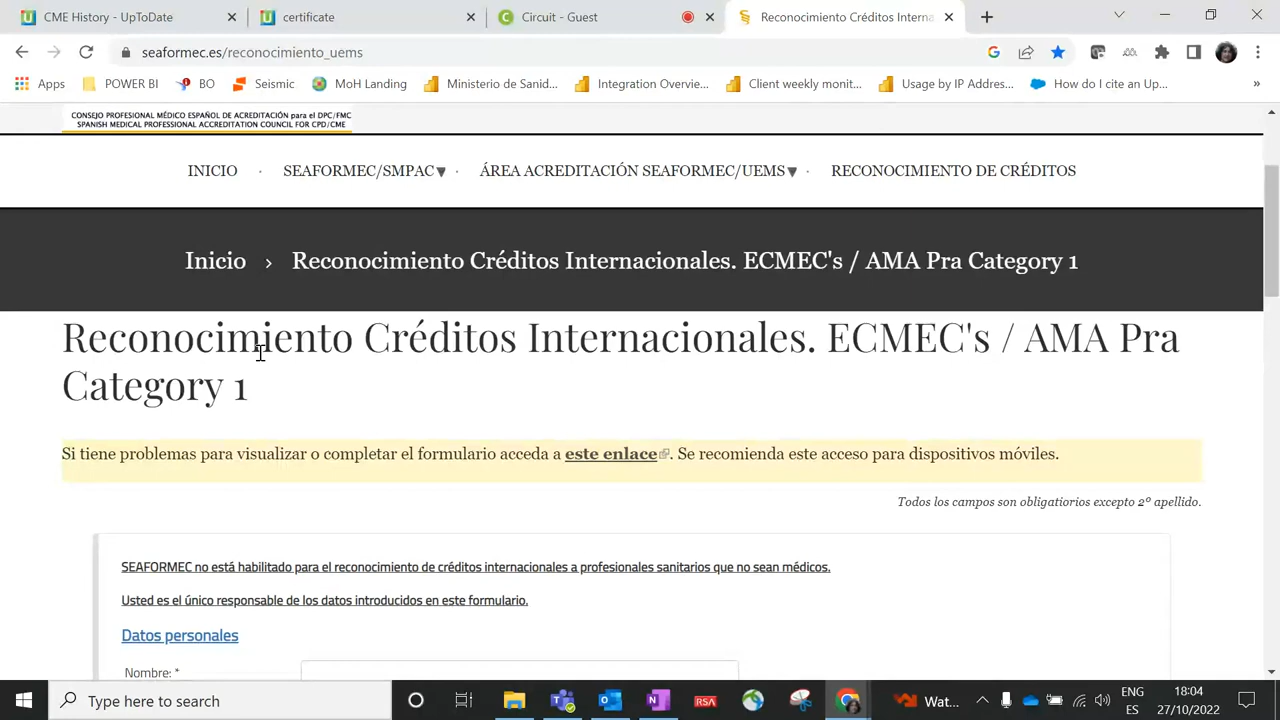 CME History - UpToDate
certificate
Circuit - Guest
Reconocimiento Créditos Interna
seaformec.es/reconocimiento_uems
Apps
POWER BI
BO
Seismic
MoH Landing
Ministerio de Sanid...
Integration Overvie...
Client weekly monit...
Usage by IP Addres...
How do I cite an Up...
»
CONSEJO PROFESIONAL MÉDICO ESPAÑOL DE ACREDITACIÓN para el DPC/FMC
SPANISH MEDICAL PROFESSIONAL ACCREDITATION COUNCIL FOR CPD/CME
INICIO · SEAFORMEC/SMPAC · ÁREA ACREDITACIÓN SEAFORMEC/UEMS · RECONOCIMIENTO DE CRÉDITOS
Inicio › Reconocimiento Créditos Internacionales. ECMEC's / AMA Pra Category 1
Reconocimiento Créditos Internacionales. ECMEC's / AMA Pra
Category 1
Si tiene problemas para visualizar o completar el formulario acceda a este enlace. Se recomienda este acceso para dispositivos móviles.
Todos los campos son obligatiorios excepto 2º apellido.
SEAFORMEC no está habilitado para el reconocimiento de créditos internacionales a profesionales sanitarios que no sean médicos.
Usted es el único responsable de los datos introducidos en este formulario.
Datos personales
Nombre: *
Type here to search
RSA
Wat...
ENG
ES
18:04
27/10/2022